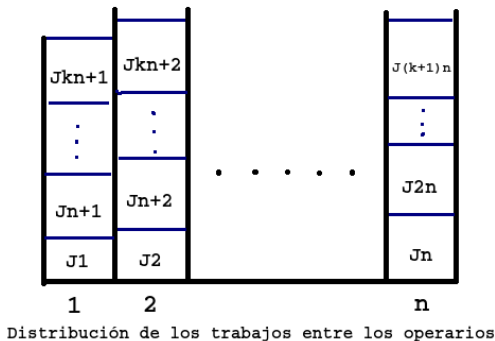 Jkn+1 Jkn+2 J(k+1)n
Jn+1 Jn+2 J2n
J1 J2 Jn
1 2 n
Distribución de los trabajos entre los operarios